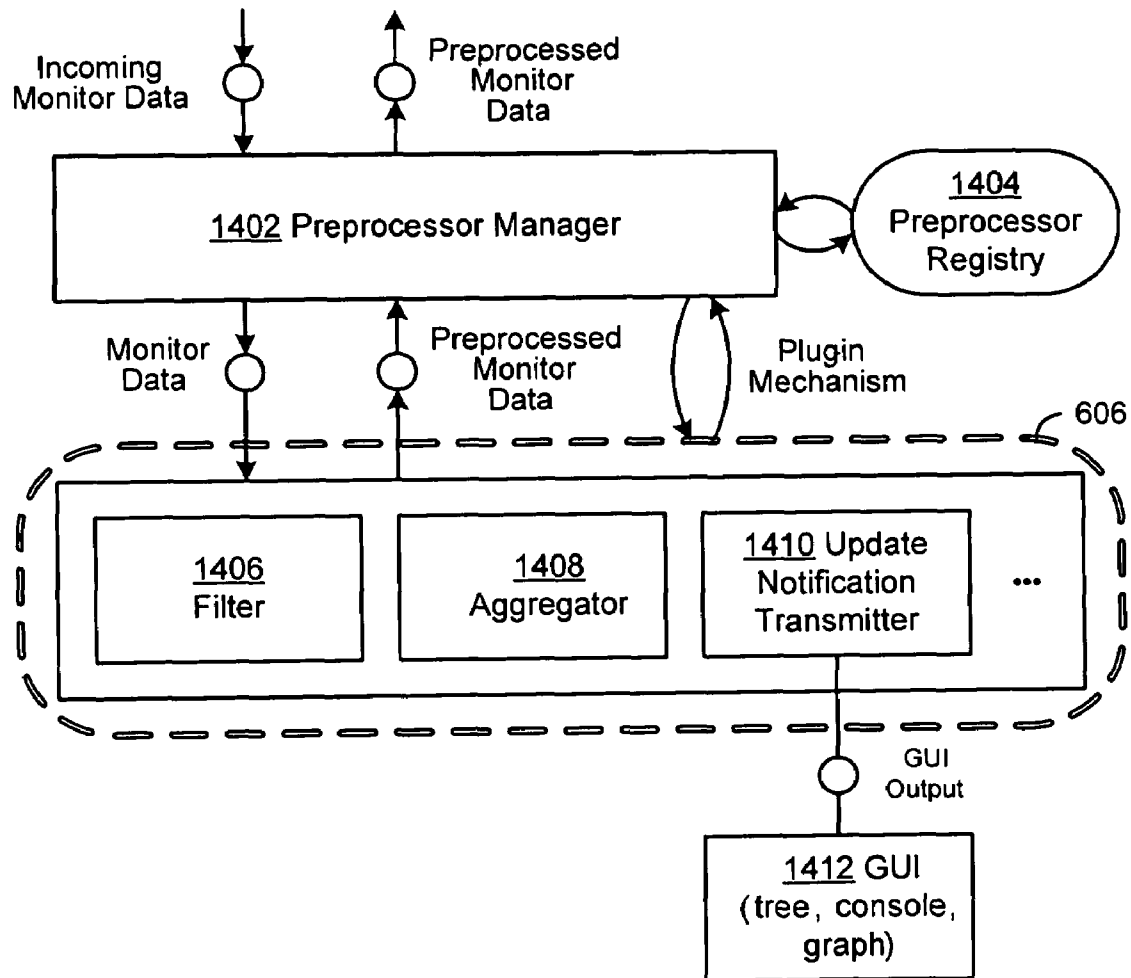 Incoming
Monitor Data
Preprocessed
Monitor
Data
1402 Preprocessor Manager
1404
Preprocessor
Registry
Monitor
Data
Preprocessed
Monitor
Data
Plugin
Mechanism
606
1406
Filter
1408
Aggregator
1410 Update
Notification
Transmitter
...
GUI
Output
1412 GUI
(tree, console,
graph)